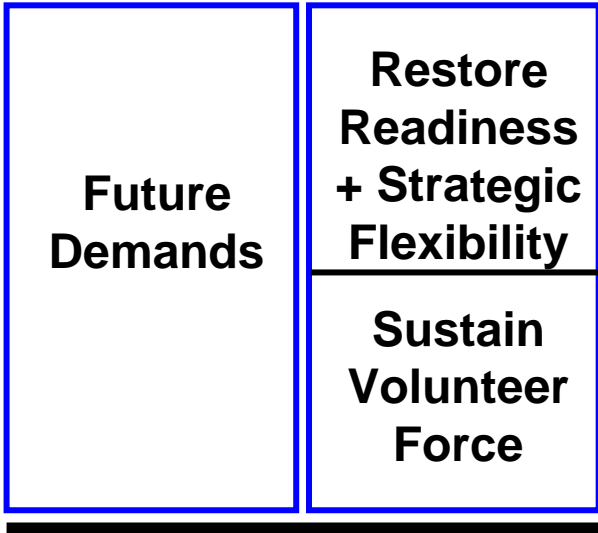 Future
Demands
Restore
Readiness
+ Strategic
Flexibility
Sustain
Volunteer
Force